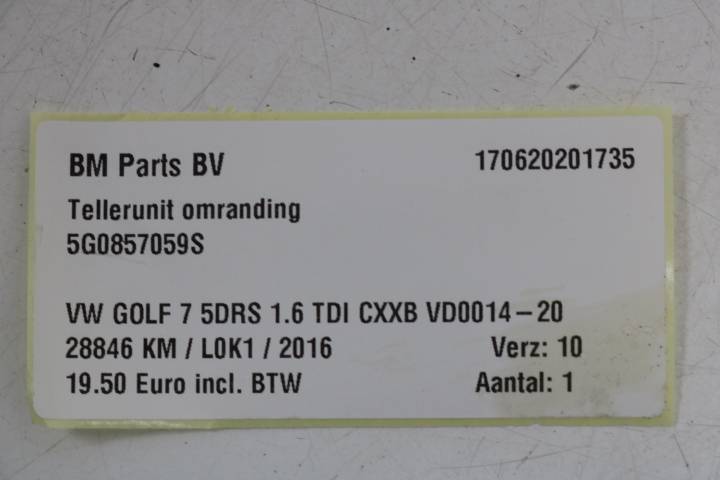 BM Parts BV 170620201735
Tellerunit omranding
5G0857059S
VW GOLF 7 5DRS 1.6 TDI CXXB VD0014-20
28846 KM / L0K1 / 2016 Verz: 10
19.50 Euro incl. BTW Aantal: 1